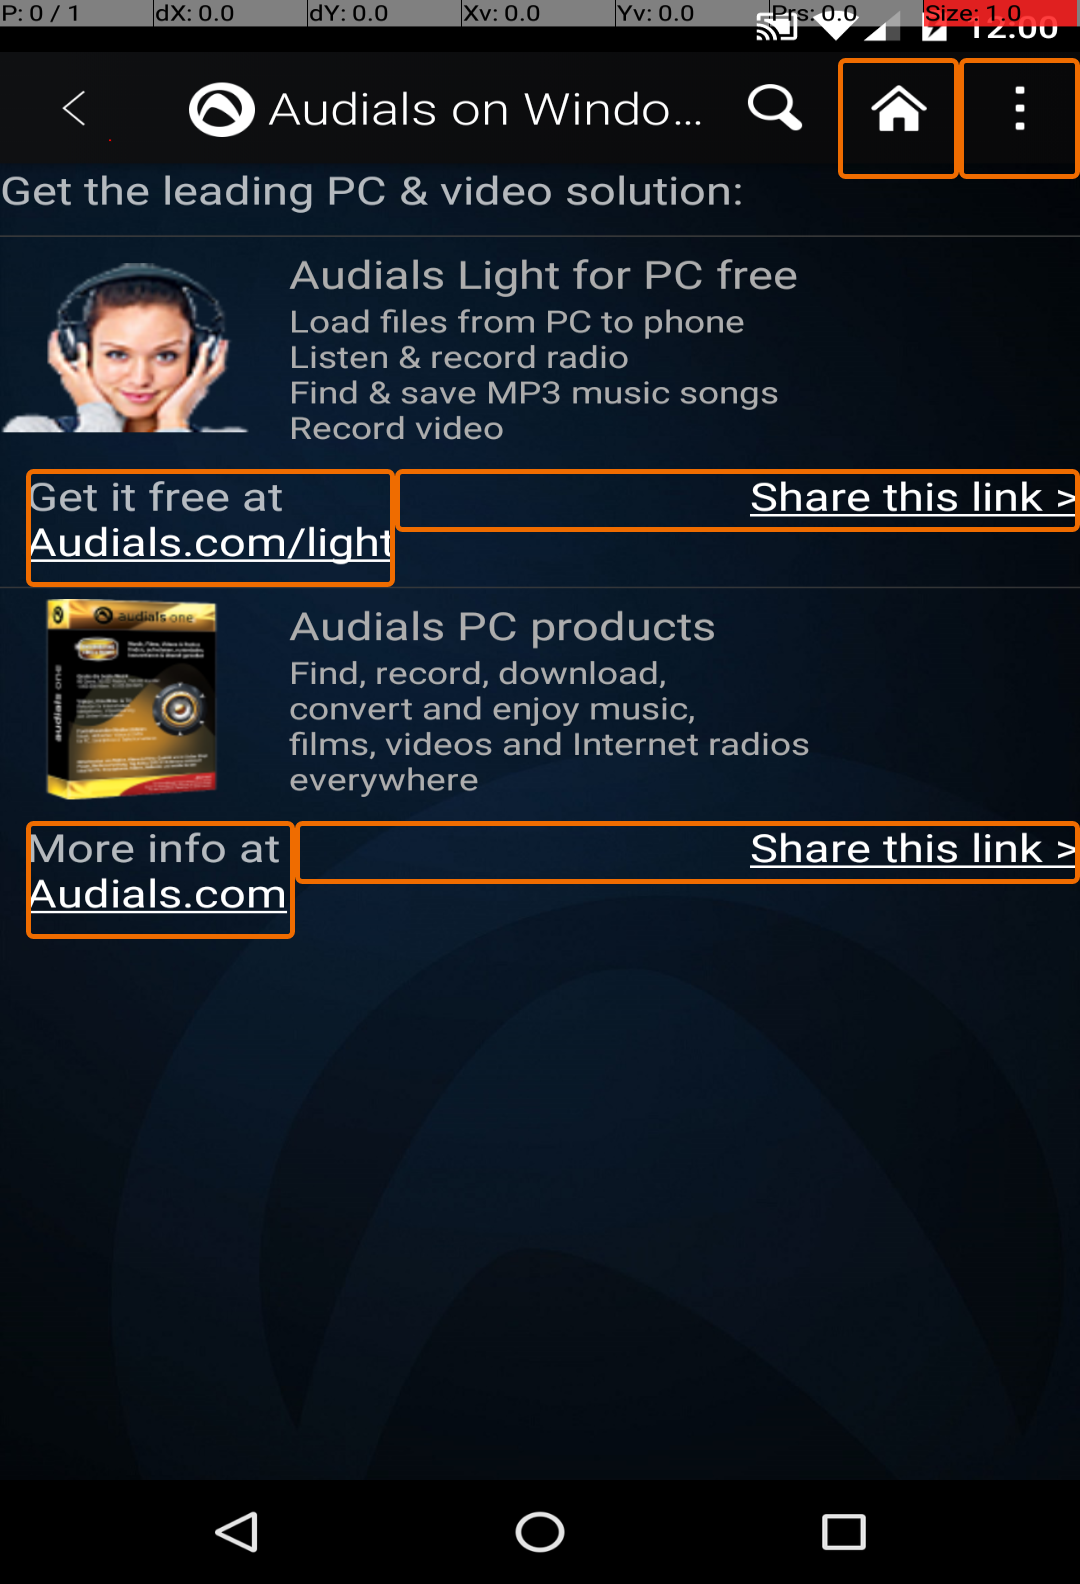 P: 0 / 1 dX: 0.0 dY: 0.0 Xv: 0.0 Yv: 0.0 Prs: 0.0 Size: 1.0
12:00
Audials on Windo...
Get the leading PC & video solution:
Audials Light for PC free
Load files from PC to phone
Listen & record radio
Find & save MP3 music songs
Record video
Get it free at
Audials.com/light
Share this link >
audials one
audials one
Audials PC products
Find, record, download,
convert and enjoy music,
films, videos and Internet radios
everywhere
More info at
Audials.com
Share this link >